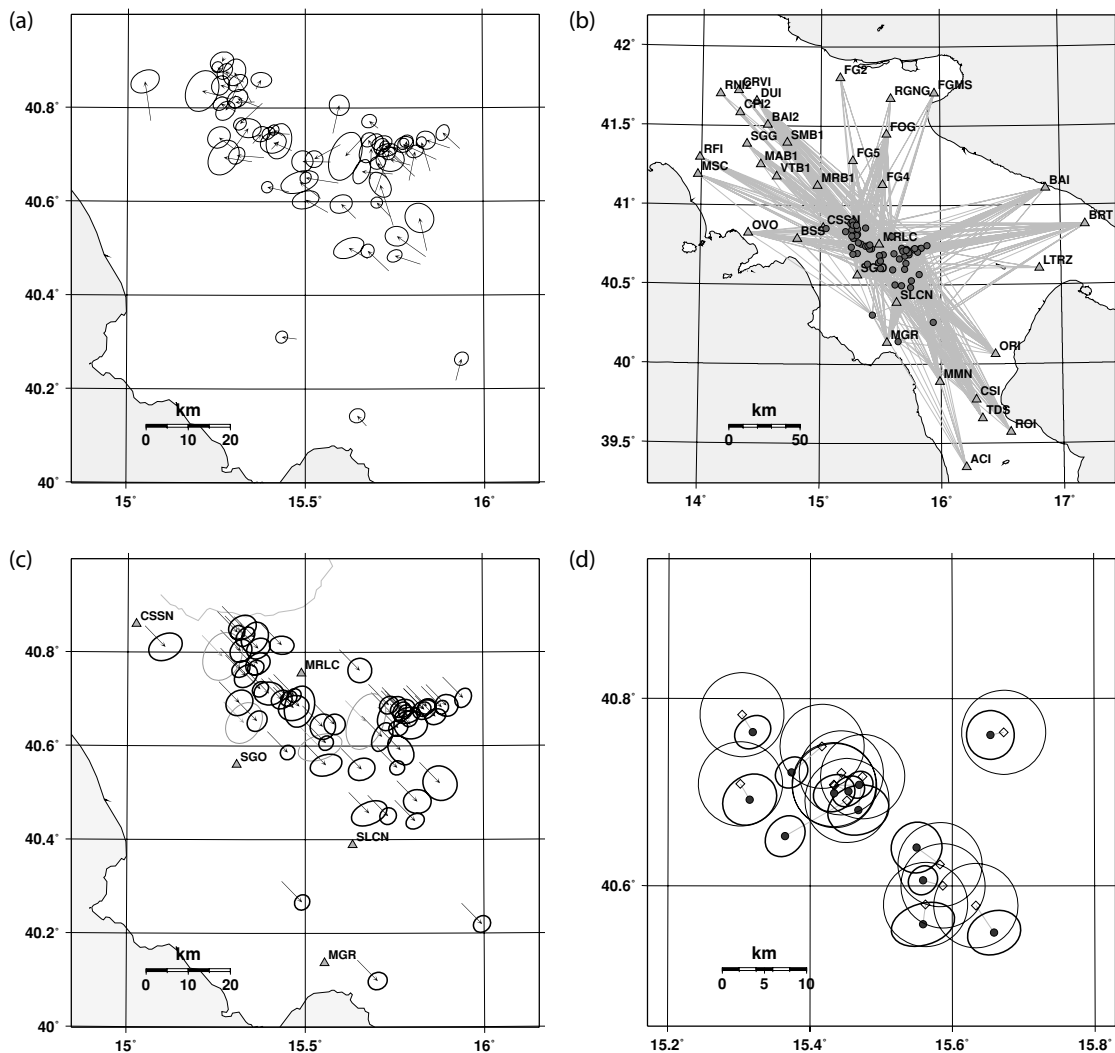 (a)
40.8˚
40.6˚
40.4˚
40.2˚
40˚
15˚
15.5˚
16˚
km
0 10 20
(b)
42˚
41.5˚
41˚
40.5˚
40˚
39.5˚
14˚
15˚
16˚
17˚
km
0 50
RNI2
GRVI
DUI
CPI2
BAI2
SGG
SMB1
RFI
MSC
MAB1
VTB1
MRB1
FG2
RGNG
FGMS
FOG
FG5
FG4
BAI
BRT
OVO
BSS
CSSN
MRLC
LTRZ
SLCN
MGR
ORI
MMN
CSI
TDS
ROI
ACI
(c)
40.8˚
40.6˚
40.4˚
40.2˚
40˚
15˚
15.5˚
16˚
CSSN
MRLC
SGO
SLCN
MGR
km
0 10 20
(d)
40.8˚
40.6˚
15.2˚
15.4˚
15.6˚
15.8˚
km
0 5 10